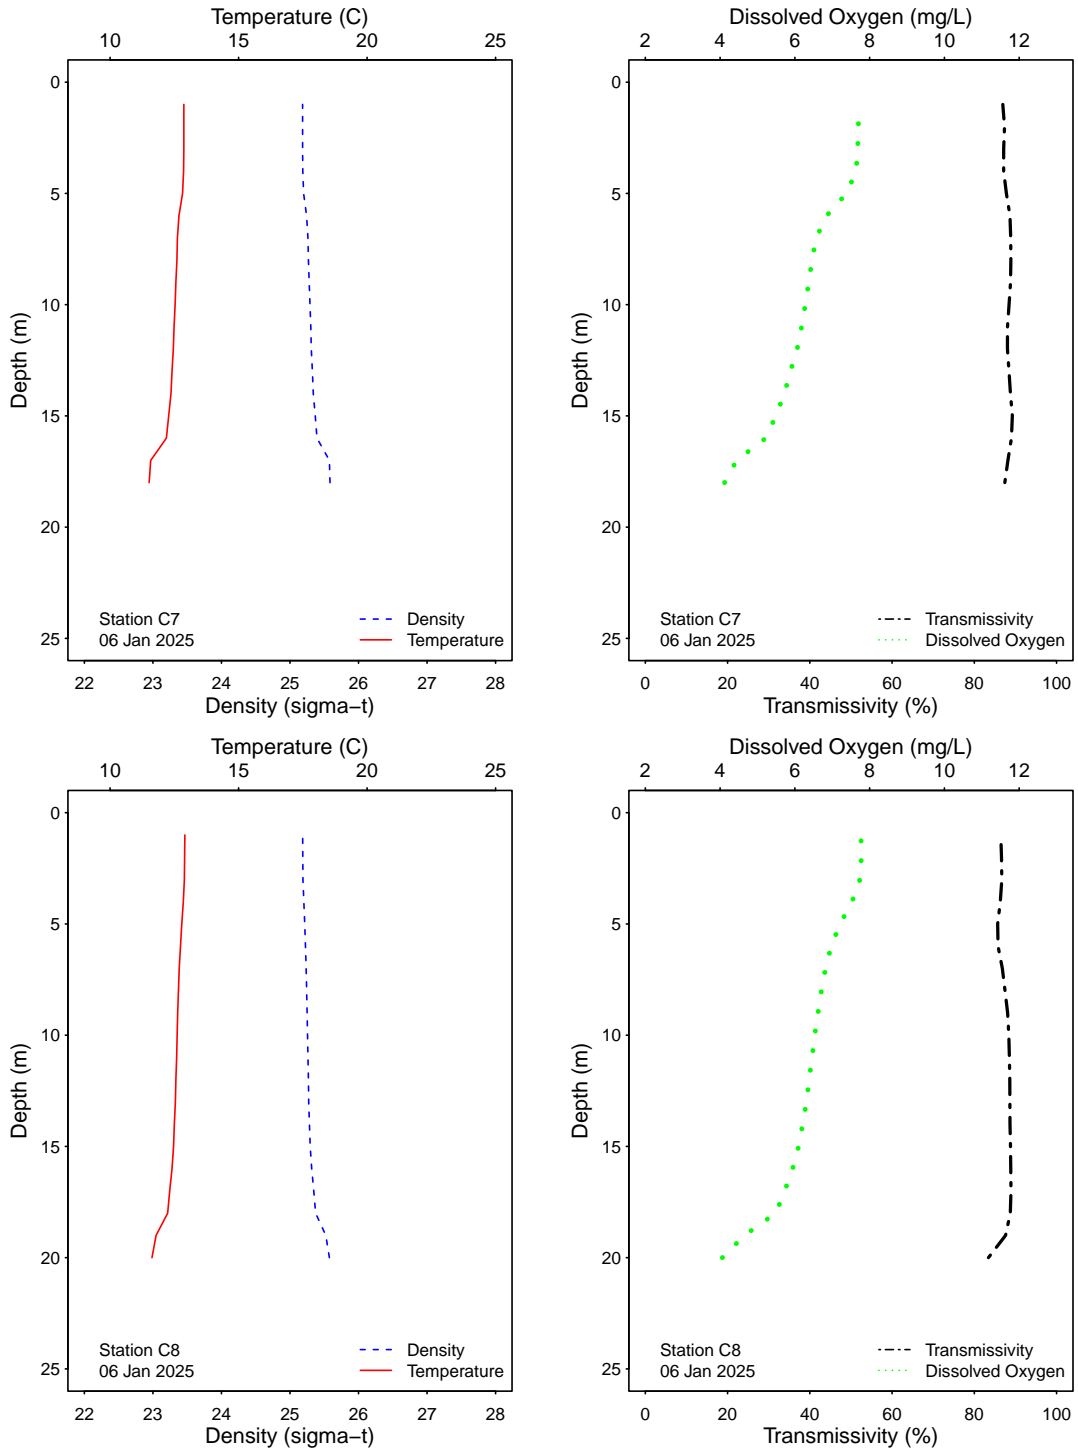 Temperature (C)
10 15 20 25
0
5
10
15
20
25
Depth (m)
Station C7
06 Jan 2025
Density
Temperature
22 23 24 25 26 27 28
Density (sigma−t)
Dissolved Oxygen (mg/L)
2 4 6 8 10 12
0
5
10
15
20
25
Depth (m)
Station C7
06 Jan 2025
Transmissivity
Dissolved Oxygen
0 20 40 60 80 100
Transmissivity (%)
Temperature (C)
10 15 20 25
0
5
10
15
20
25
Depth (m)
Station C8
06 Jan 2025
Density
Temperature
22 23 24 25 26 27 28
Density (sigma−t)
Dissolved Oxygen (mg/L)
2 4 6 8 10 12
0
5
10
15
20
25
Depth (m)
Station C8
06 Jan 2025
Transmissivity
Dissolved Oxygen
0 20 40 60 80 100
Transmissivity (%)